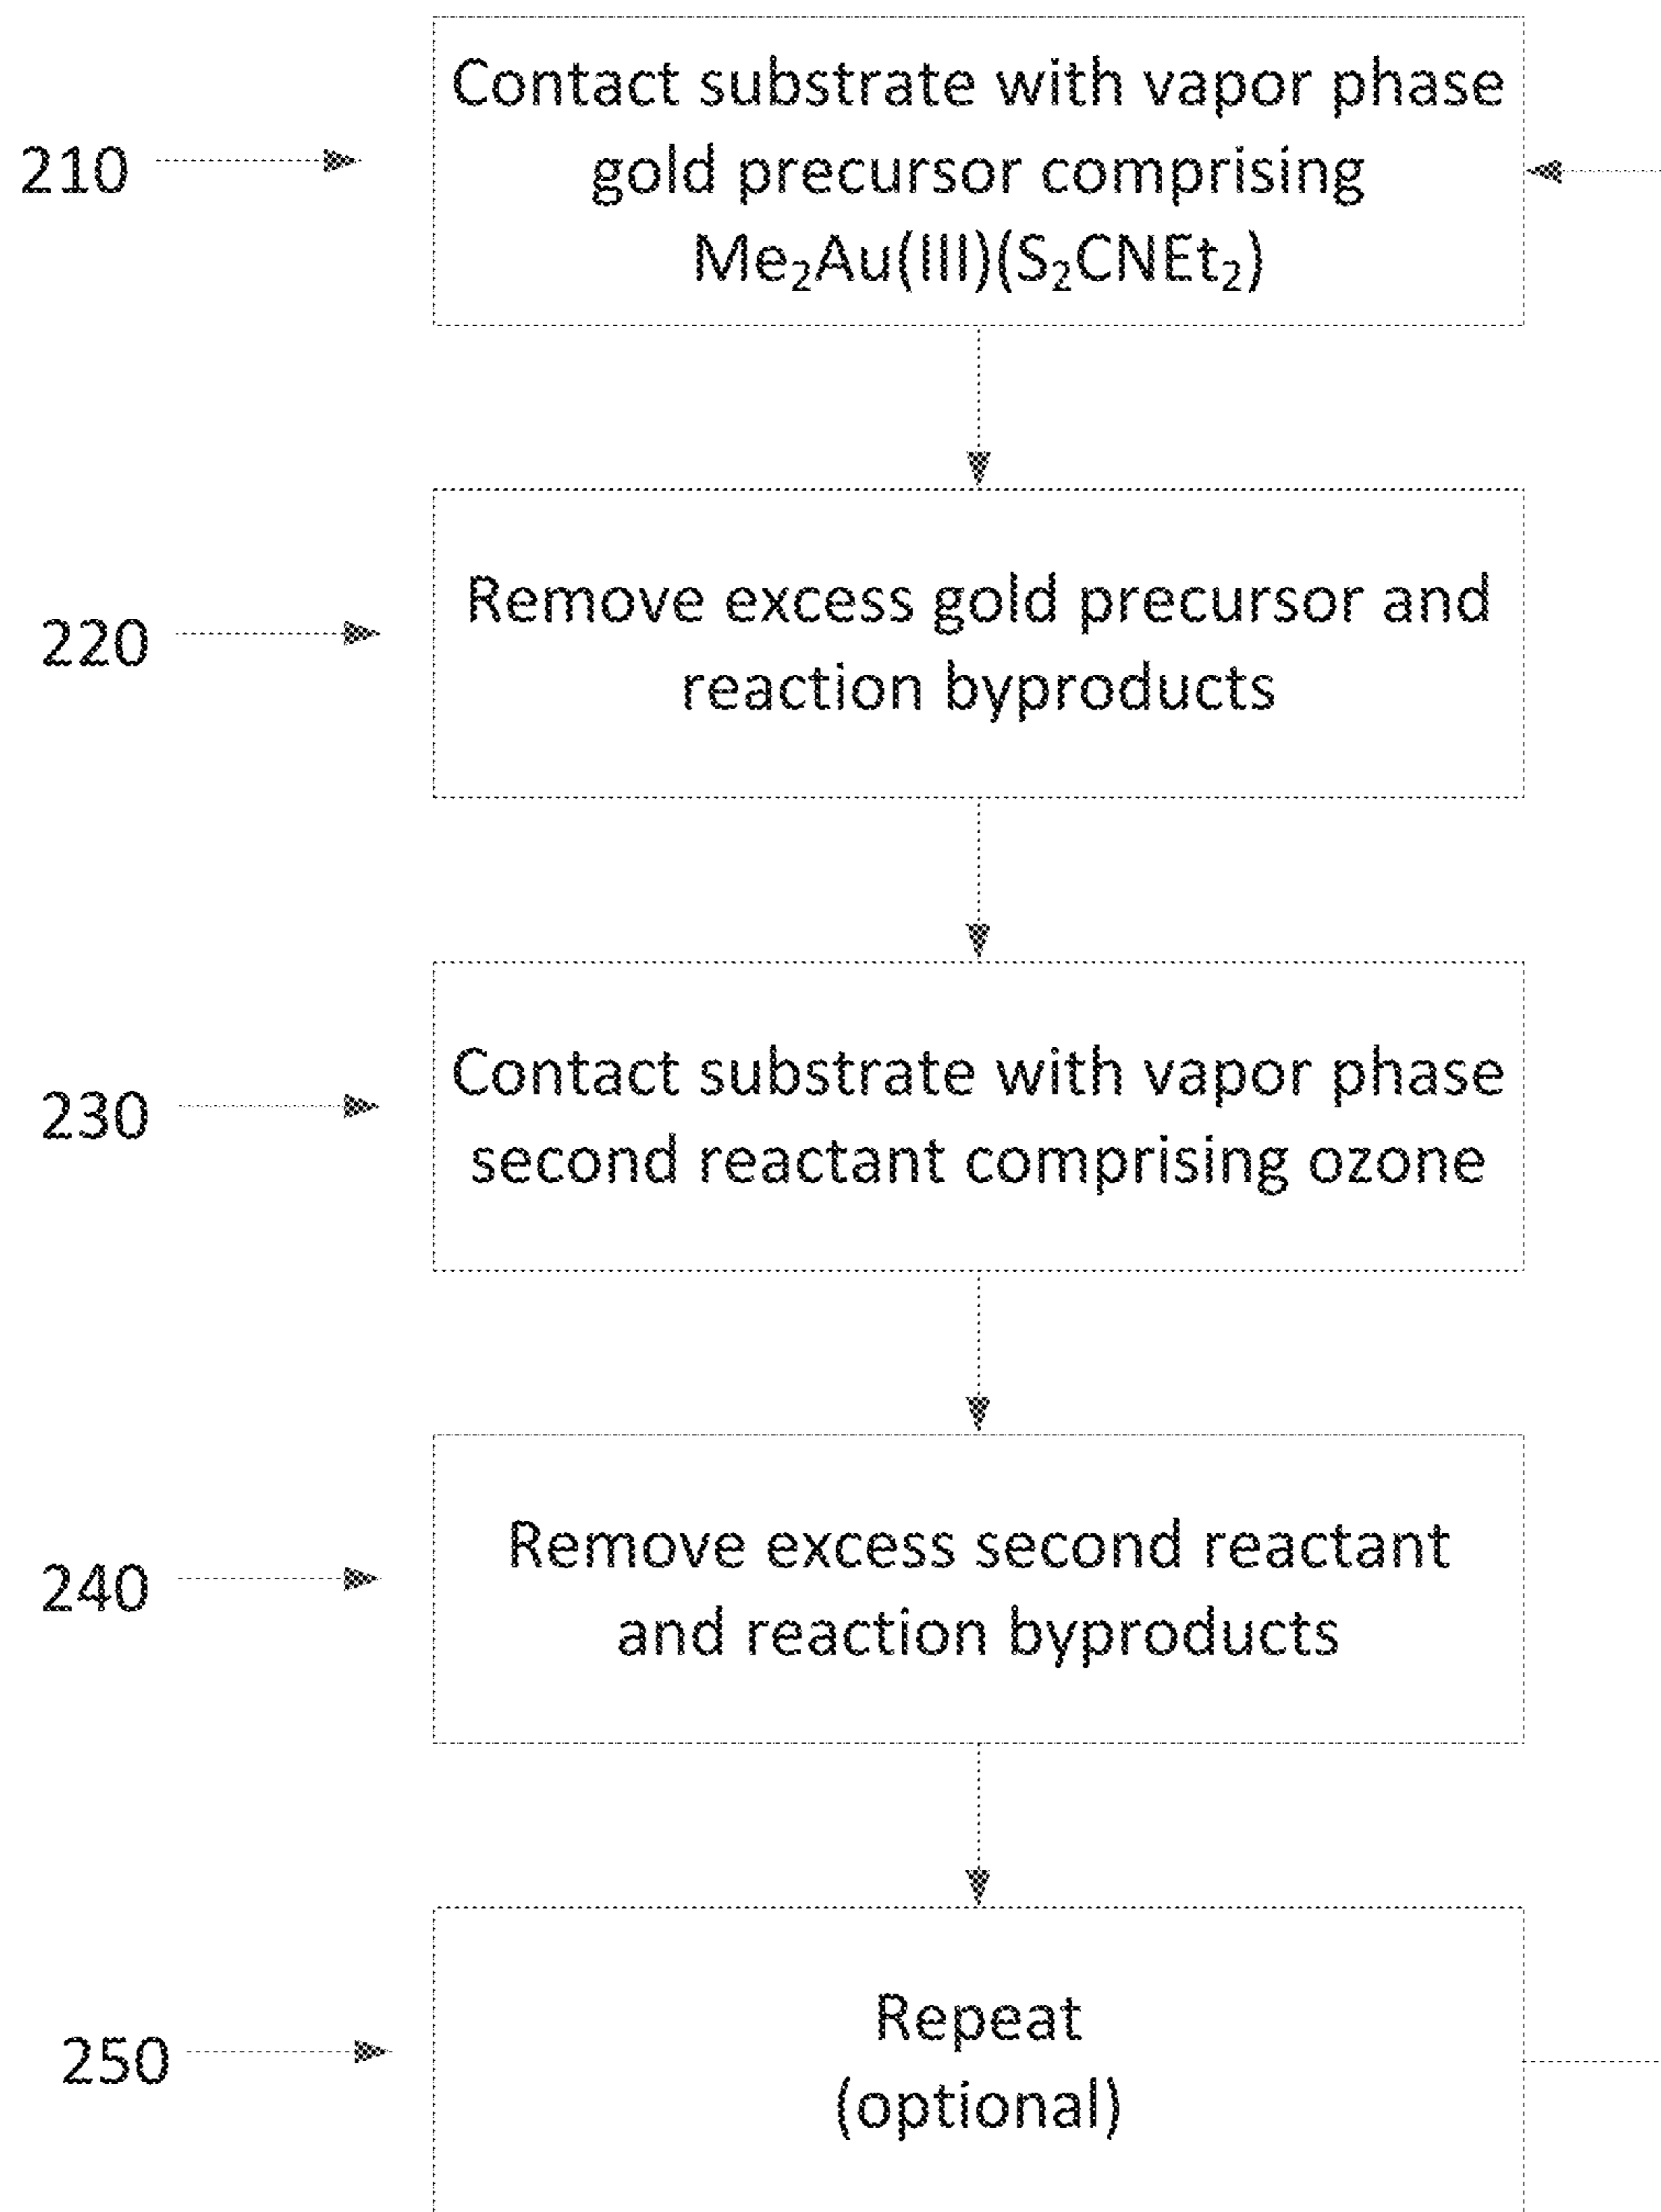 Contact substrate with vapor phase
210
gold precursor comprising
Me₂Au(III)(S₂CNEt₂)
Remove excess gold precursor and
220
reaction byproducts
Contact substrate with vapor phase
230
second reactant comprising ozone
Remove excess second reactant
240
and reaction byproducts
Repeat
250
(optional)